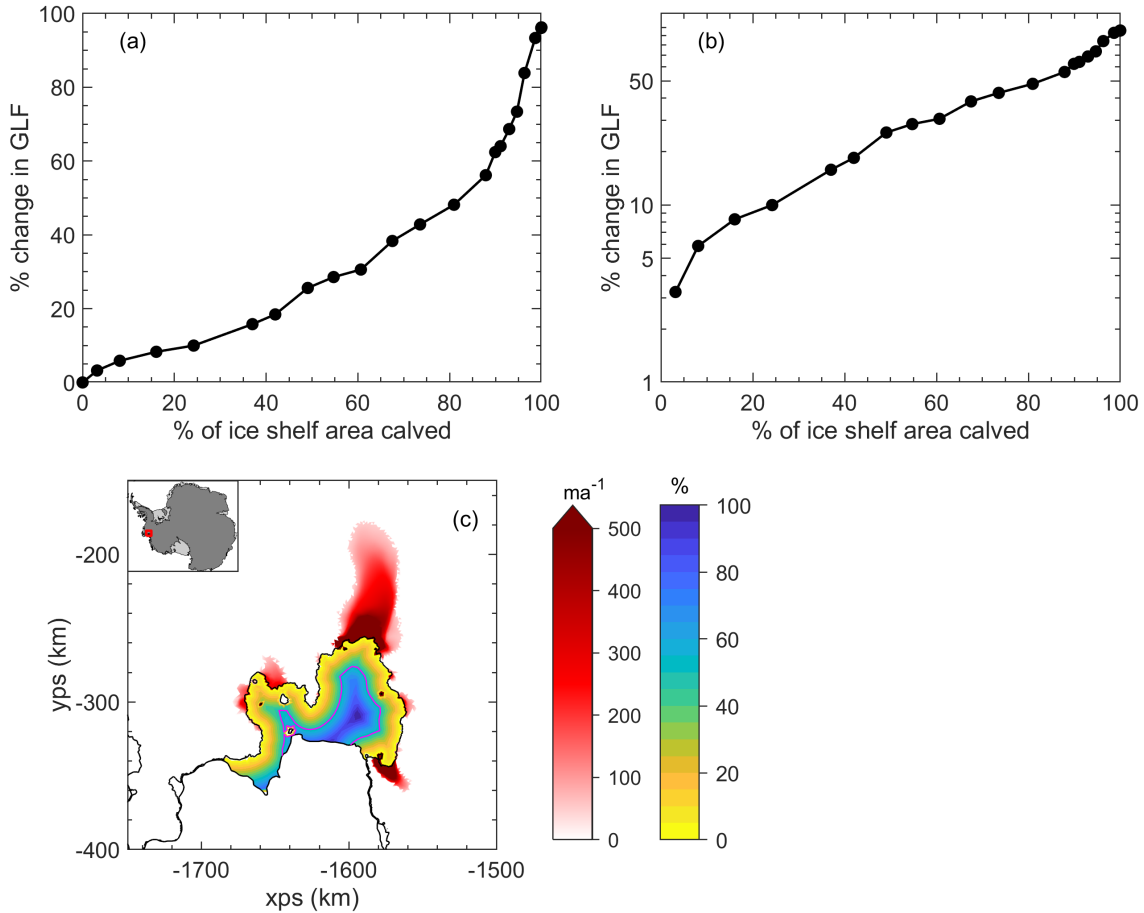 (a)
% change in GLF
100
80
60
40
20
0
0 20 40 60 80 100
% of ice shelf area calved
(b)
% change in GLF
50
10
5
1
0 20 40 60 80 100
% of ice shelf area calved
(c)
yps (km)
-200
-300
-400
-1700 -1600 -1500
xps (km)
ma⁻¹
500
400
300
200
100
0
%
100
80
60
40
20
0